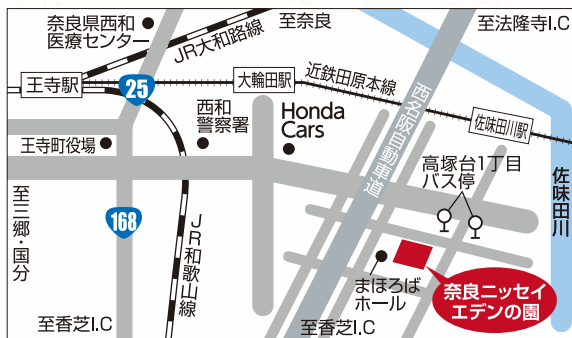 奈良県西和
医療センター
至奈良
至法隆寺I.C
JR大和路線
王寺駅
25
大輪田駅
近鉄田原本線
西名阪自動車道
佐味田川駅
西和
警察署
Honda
Cars
王寺町役場
高塚台1丁目
バス停
佐味田川
至三郷・国分
168
JR和歌山線
まほろば
ホール
奈良ニッセイ
エデンの園
至香芝I.C
至香芝I.C